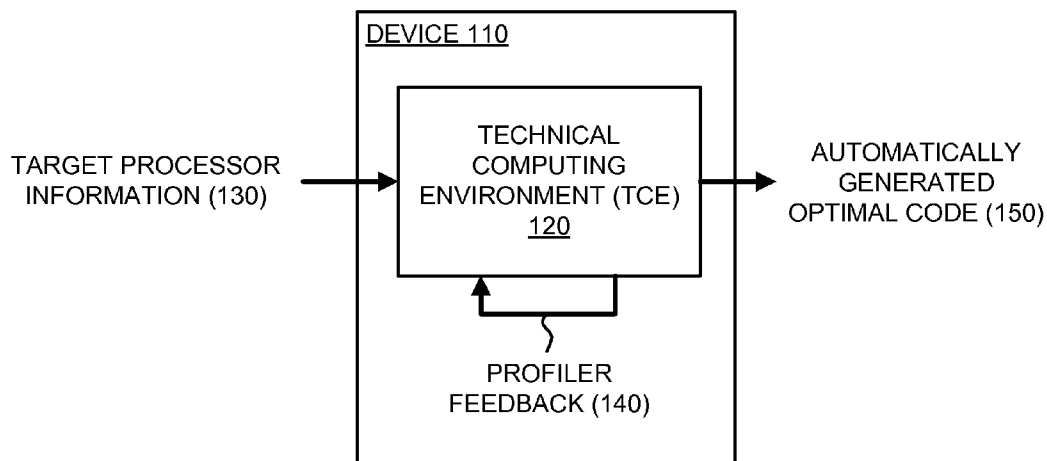 DEVICE 110
TARGET PROCESSOR
INFORMATION (130)
TECHNICAL
COMPUTING
ENVIRONMENT (TCE)
120
AUTOMATICALLY
GENERATED
OPTIMAL CODE (150)
PROFILER
FEEDBACK (140)